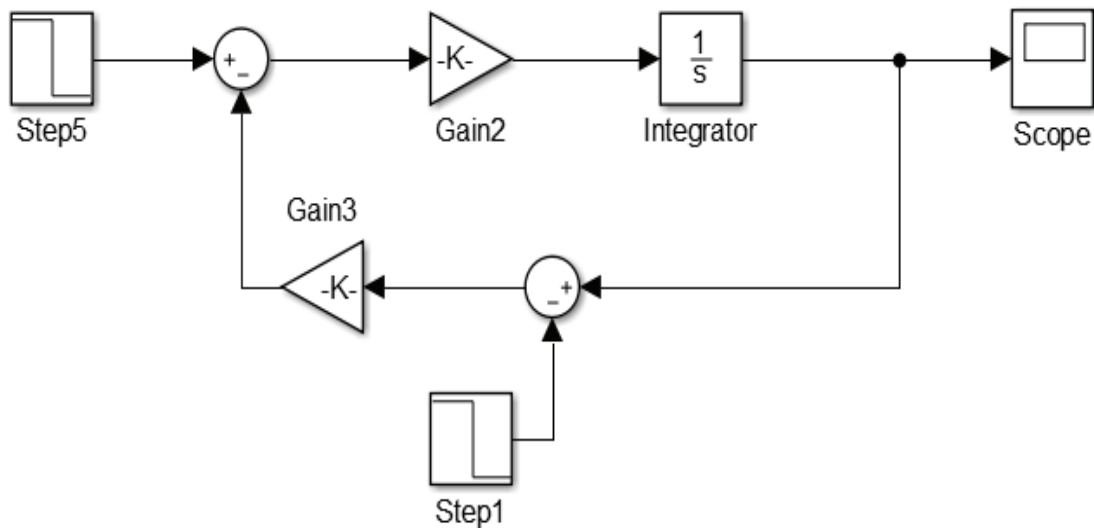 +
−
-K-
1
s
Step5
Gain2
Integrator
Scope
Gain3
-K-
−
+
Step1